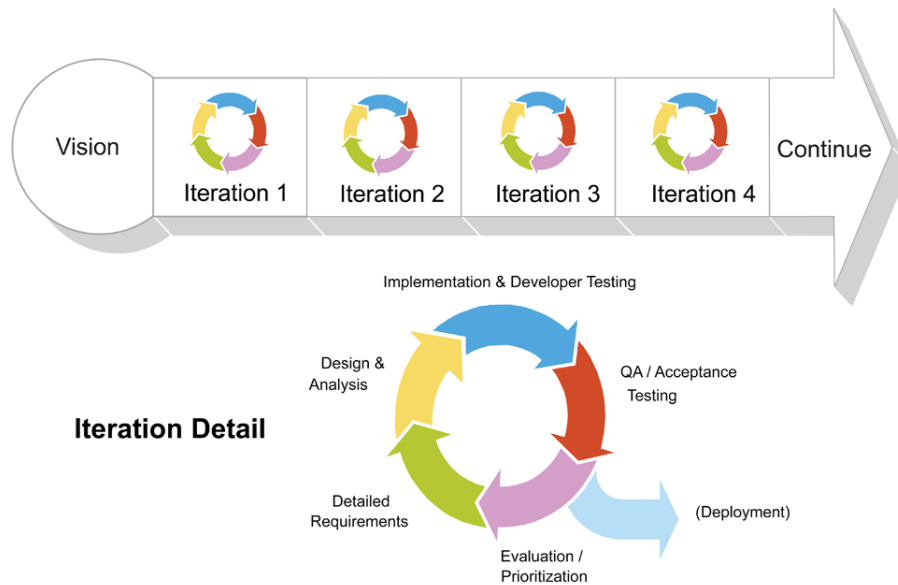 Vision
Iteration 1
Iteration 2
Iteration 3
Iteration 4
Continue
Implementation & Developer Testing
Design &
Analysis
QA / Acceptance
Testing
Iteration Detail
Detailed
Requirements
(Deployment)
Evaluation /
Prioritization